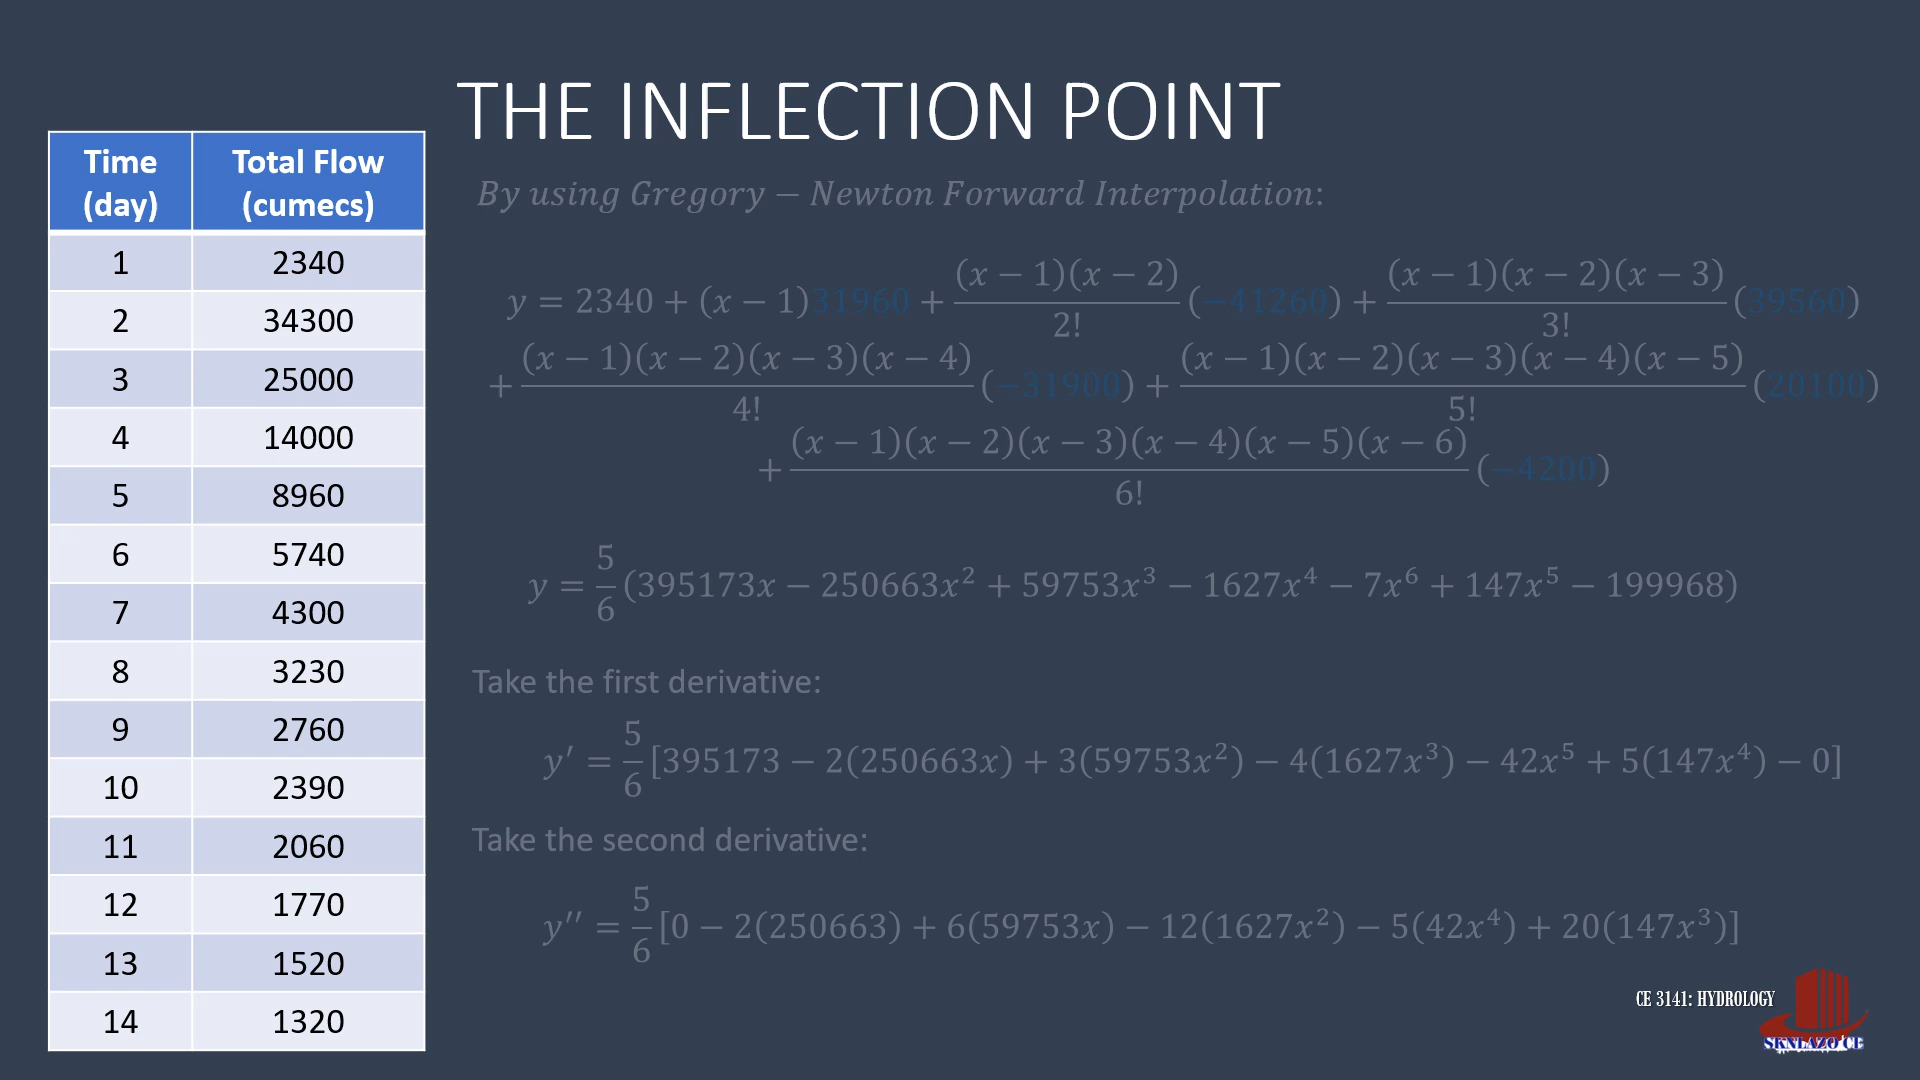 THE INFLECTION POINT
Time (day) Total Flow (cumecs)
1 2340
2 34300
3 25000
4 14000
5 8960
6 5740
7 4300
8 3230
9 2760
10 2390
11 2060
12 1770
13 1520
14 1320
By using Gregory − Newton Forward Interpolation:
y = 2340 + (x − 1)31960 + (x − 1)(x − 2)/2! (−41260) + (x − 1)(x − 2)(x − 3)/3! (39560)
+ (x − 1)(x − 2)(x − 3)(x − 4)/4! (−31900) + (x − 1)(x − 2)(x − 3)(x − 4)(x − 5)/5! (20100)
+ (x − 1)(x − 2)(x − 3)(x − 4)(x − 5)(x − 6)/6! (−4200)
y = 5/6 (395173x − 250663x² + 59753x³ − 1627x⁴ − 7x⁶ + 147x⁵ − 199968)
Take the first derivative:
y′ = 5/6 [395173 − 2(250663x) + 3(59753x²) − 4(1627x³) − 42x⁵ + 5(147x⁴) − 0]
Take the second derivative:
y′′ = 5/6 [0 − 2(250663) + 6(59753x) − 12(1627x²) − 5(42x⁴) + 20(147x³)]
CE 3141: HYDROLOGY
SKNLAZO CE